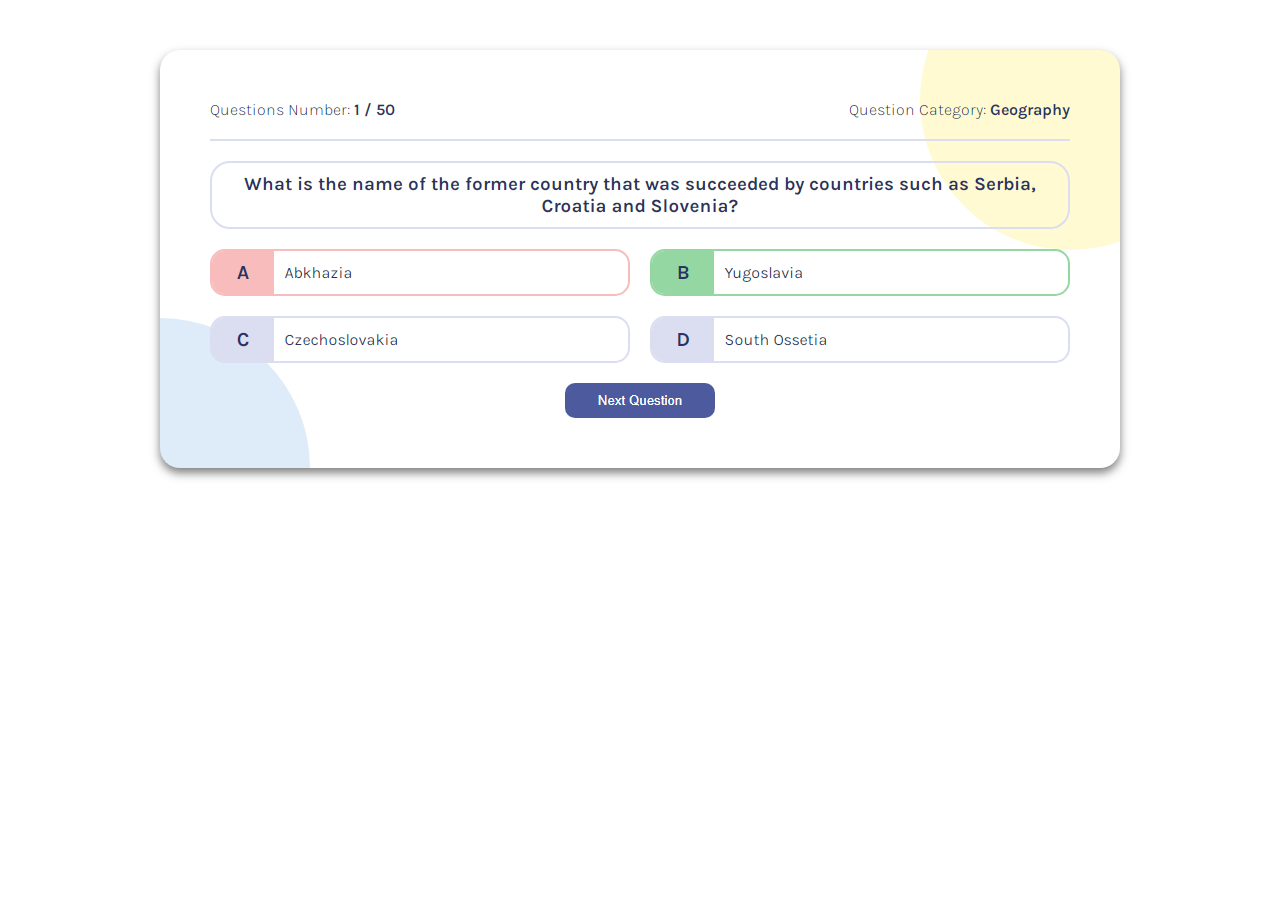 Questions Number: 1 / 50
Question Category: Geography
What is the name of the former country that was succeeded by countries such as Serbia,
Croatia and Slovenia?
A Abkhazia
B Yugoslavia
C Czechoslovakia
D South Ossetia
Next Question